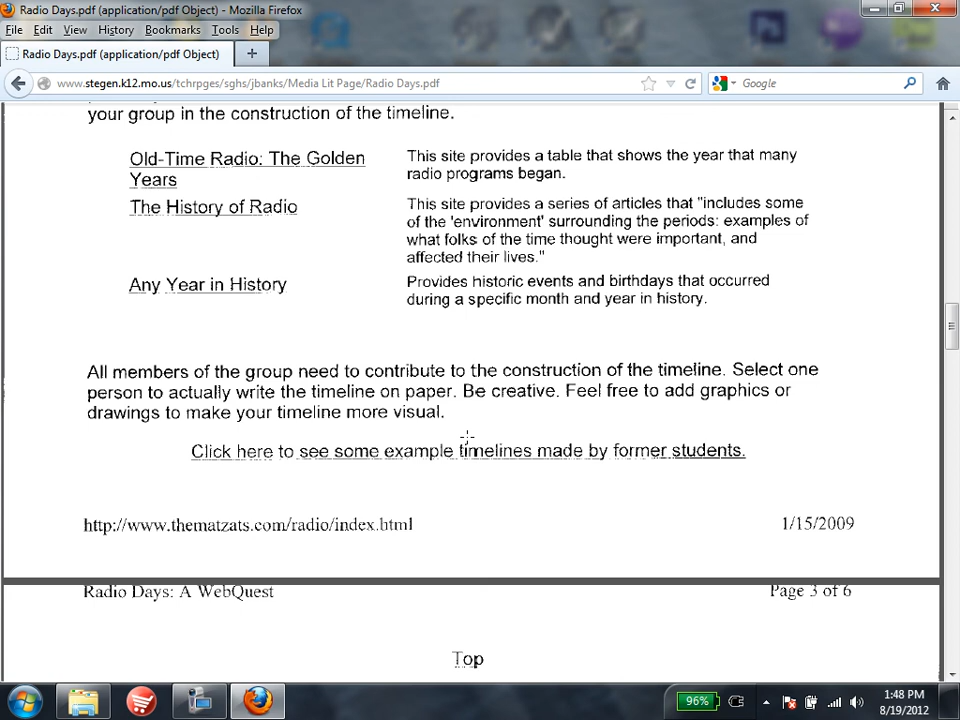 Radio Days.pdf (application/pdf Object) - Mozilla Firefox
File Edit View History Bookmarks Tools Help
Radio Days.pdf (application/pdf Object)
www.stegen.k12.mo.us/tchrpges/sghs/jbanks/Media Lit Page/Radio Days.pdf
Google
your group in the construction of the timeline.
Old-Time Radio: The Golden
Years
This site provides a table that shows the year that many
radio programs began.
The History of Radio
This site provides a series of articles that "includes some
of the 'environment' surrounding the periods: examples of
what folks of the time thought were important, and
affected their lives."
Any Year in History
Provides historic events and birthdays that occurred
during a specific month and year in history.
All members of the group need to contribute to the construction of the timeline. Select one
person to actually write the timeline on paper. Be creative. Feel free to add graphics or
drawings to make your timeline more visual.
Click here to see some example timelines made by former students.
http://www.thematzats.com/radio/index.html 1/15/2009
Radio Days: A WebQuest Page 3 of 6
Top
96%
1:48 PM
8/19/2012